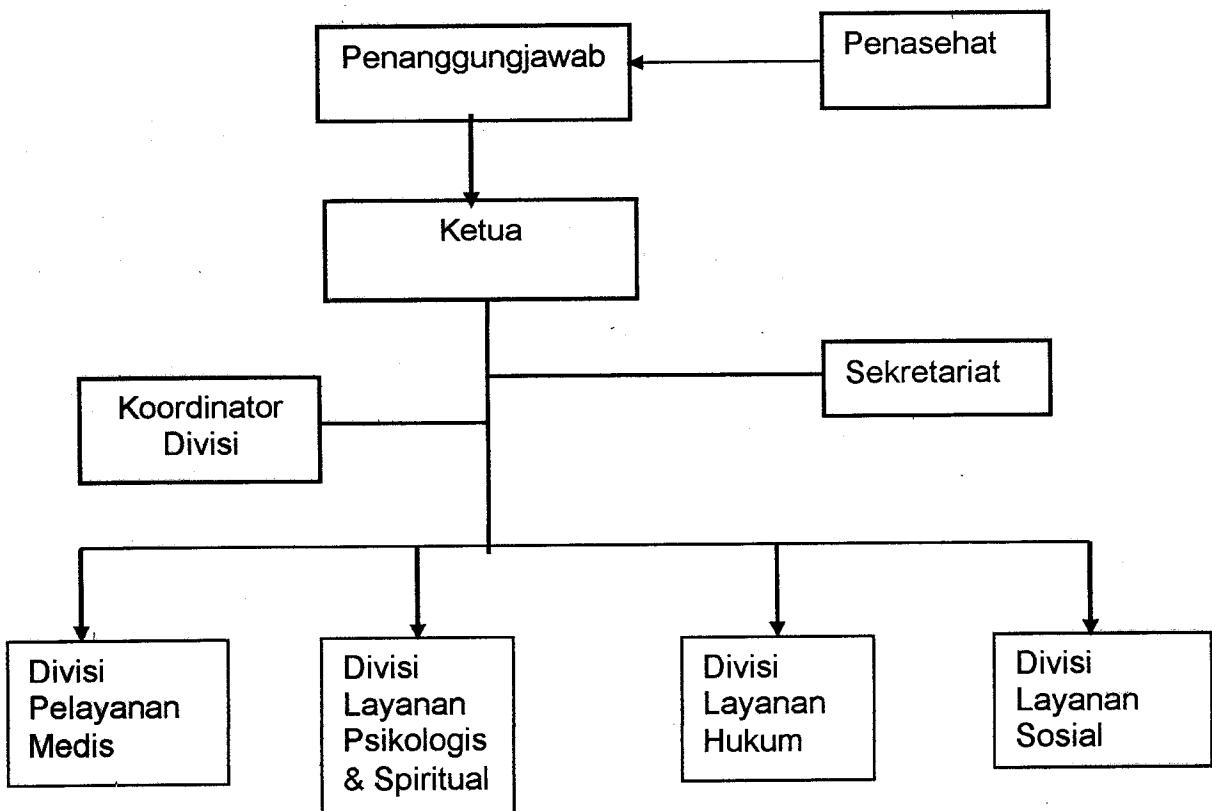 Penanggungjawab
Penasehat
Ketua
Sekretariat
Koordinator
Divisi
Divisi
Pelayanan
Medis
Divisi
Layanan
Psikologis
& Spiritual
Divisi
Layanan
Hukum
Divisi
Layanan
Sosial